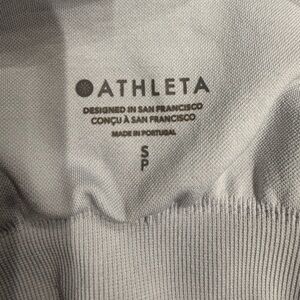 ATHLETA
DESIGNED IN SAN FRANCISCO
CONÇU À SAN FRANCISCO
MADE IN PORTUGAL
S
P